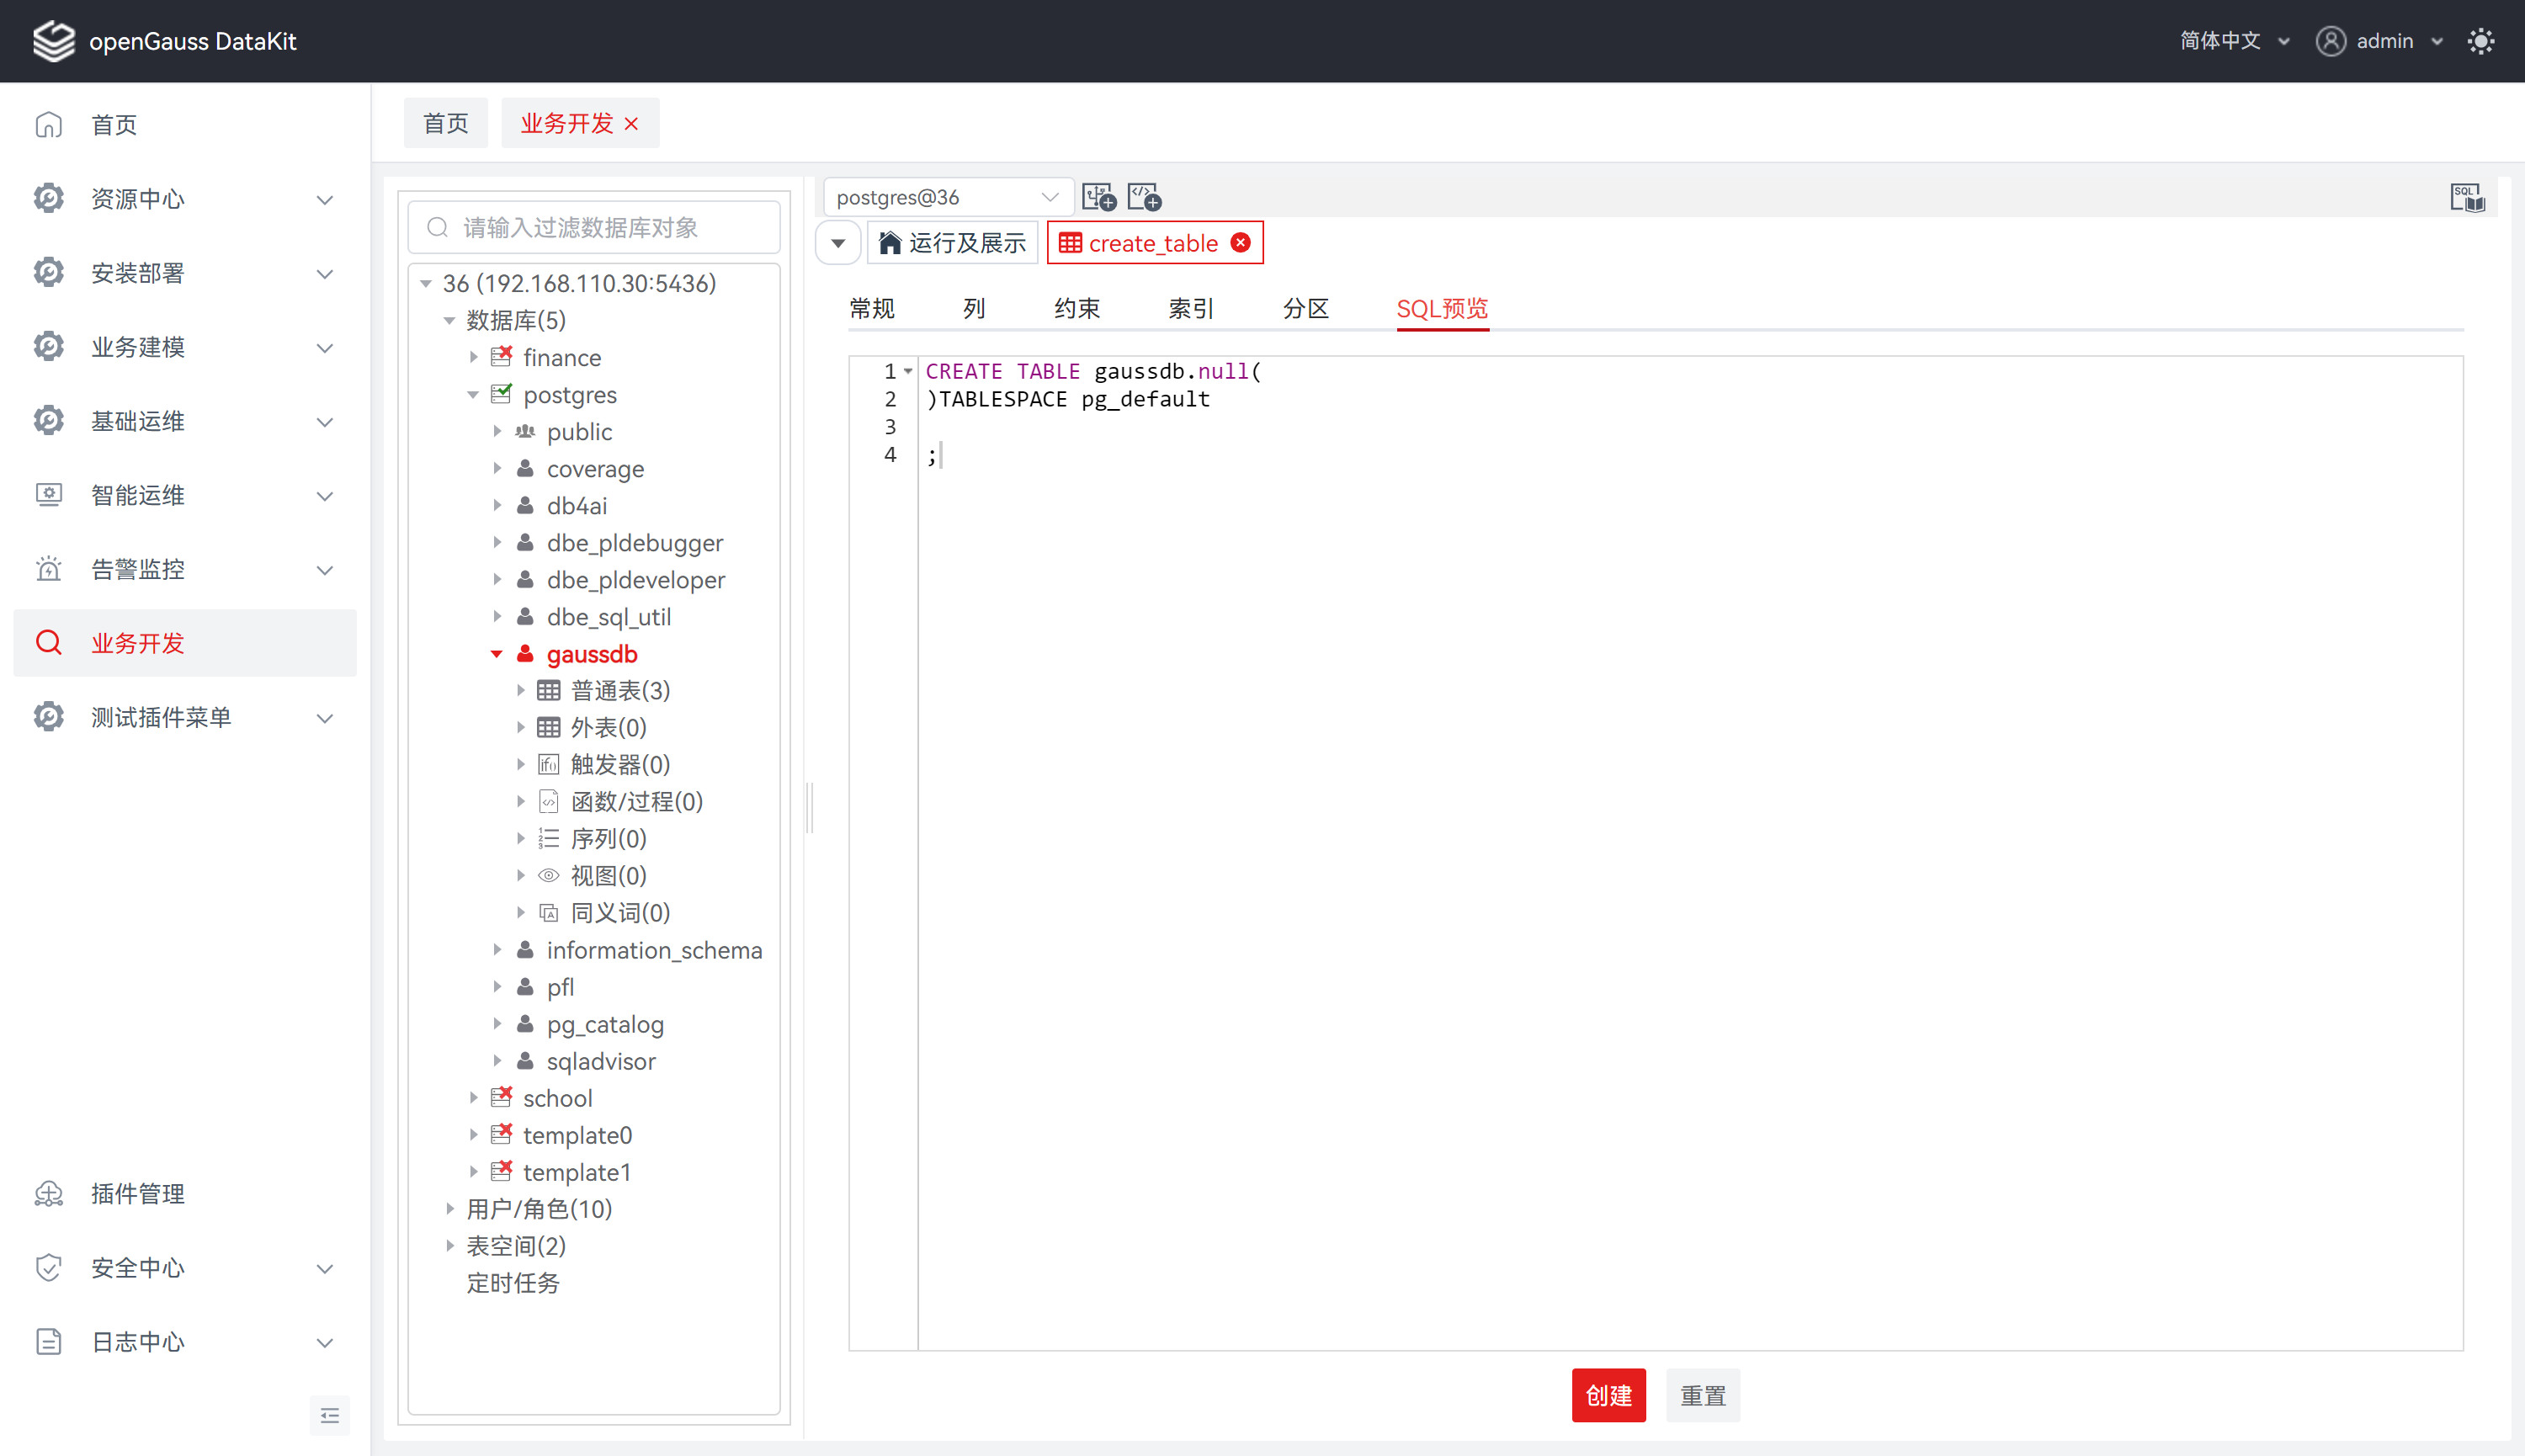 openGauss DataKit
简体中文
admin
首页
资源中心
安装部署
业务建模
基础运维
智能运维
告警监控
业务开发
测试插件菜单
插件管理
安全中心
日志中心
首页
业务开发
请输入过滤数据库对象
36 (192.168.110.30:5436)
数据库(5)
finance
postgres
public
coverage
db4ai
dbe_pldebugger
dbe_pldeveloper
dbe_sql_util
gaussdb
普通表(3)
外表(0)
触发器(0)
函数/过程(0)
序列(0)
视图(0)
同义词(0)
information_schema
pfl
pg_catalog
sqladvisor
school
template0
template1
用户/角色(10)
表空间(2)
定时任务
postgres@36
SQL
运行及展示
create_table
常规 列 约束 索引 分区 SQL预览
1 CREATE TABLE gaussdb.null(
2 )TABLESPACE pg_default
3
4 ;
创建
重置